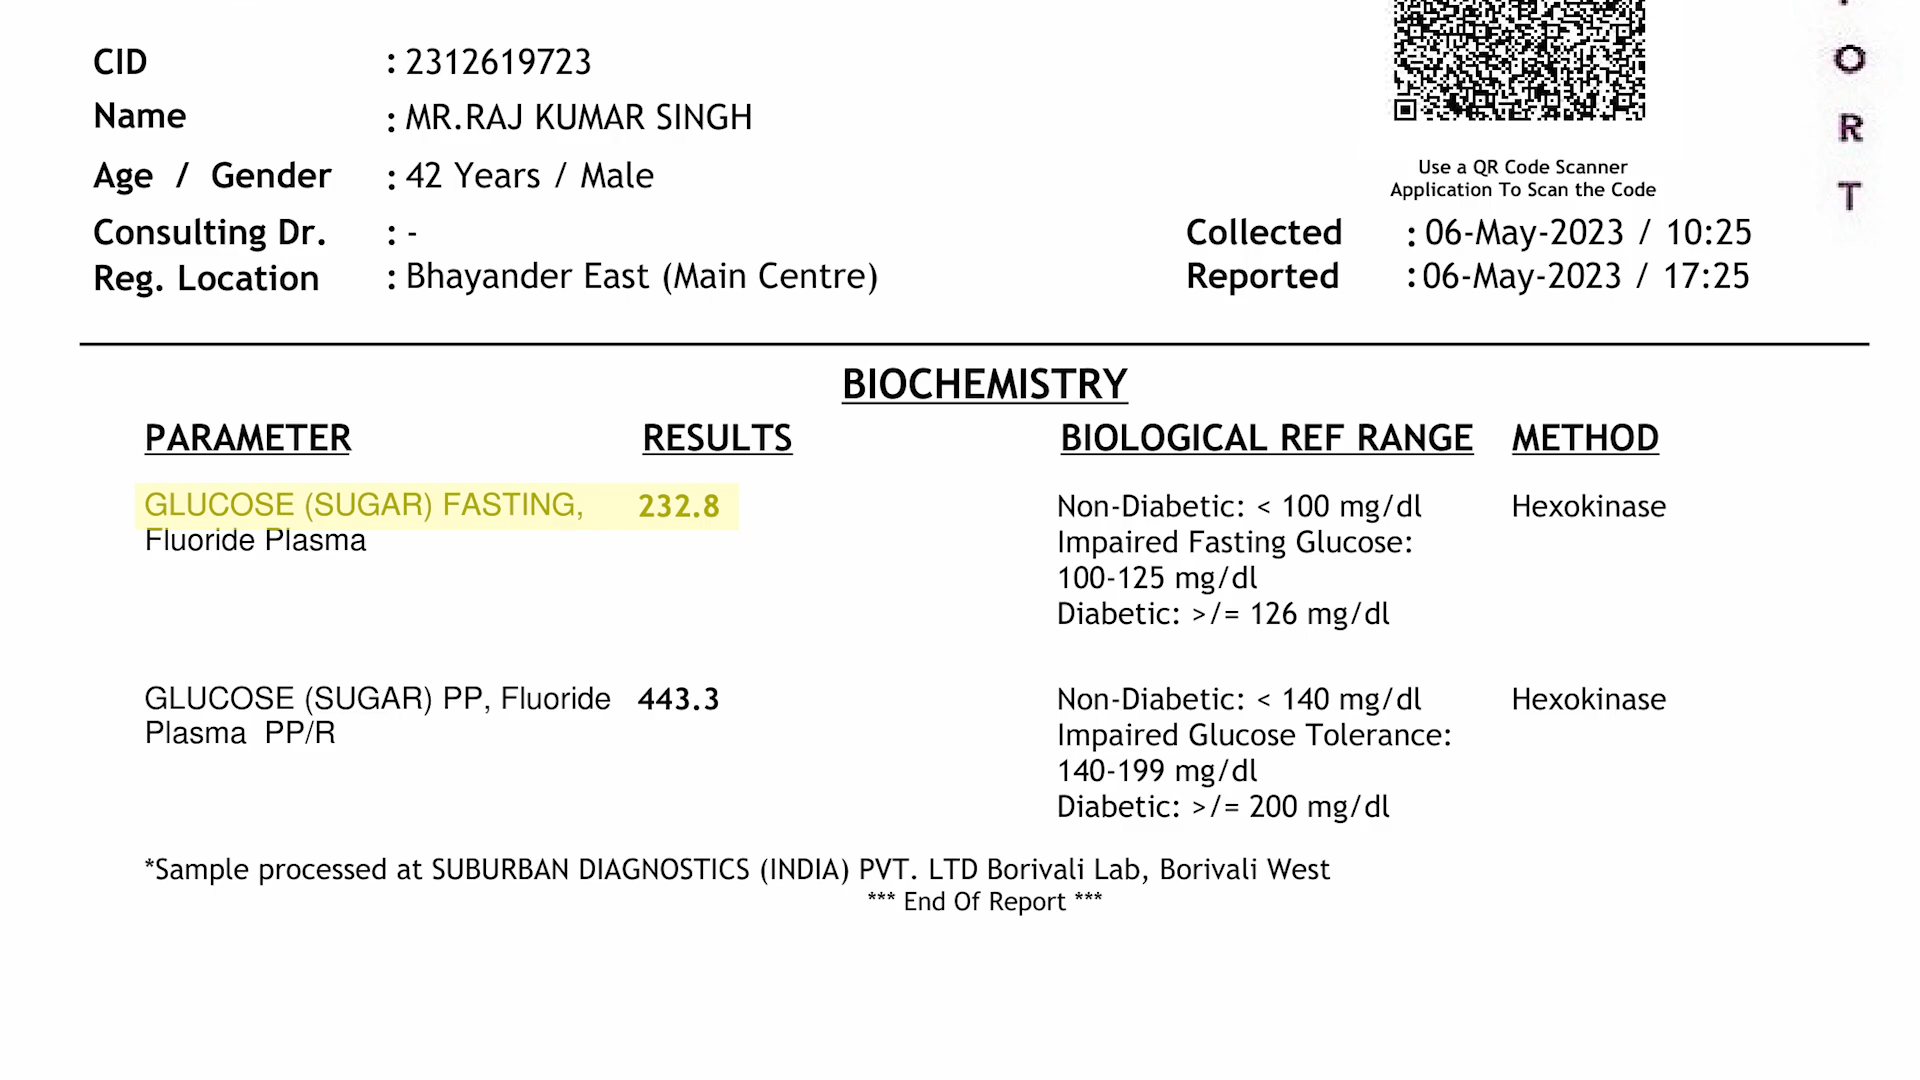 O
R
T
CID : 2312619723
Name : MR.RAJ KUMAR SINGH
Age / Gender : 42 Years / Male
Consulting Dr. : -
Reg. Location : Bhayander East (Main Centre)
Use a QR Code Scanner
Application To Scan the Code
Collected : 06-May-2023 / 10:25
Reported : 06-May-2023 / 17:25
BIOCHEMISTRY
PARAMETER RESULTS BIOLOGICAL REF RANGE METHOD
GLUCOSE (SUGAR) FASTING, 232.8 Non-Diabetic: < 100 mg/dl Hexokinase
Fluoride Plasma Impaired Fasting Glucose:
100-125 mg/dl
Diabetic: >/= 126 mg/dl
GLUCOSE (SUGAR) PP, Fluoride 443.3 Non-Diabetic: < 140 mg/dl Hexokinase
Plasma PP/R Impaired Glucose Tolerance:
140-199 mg/dl
Diabetic: >/= 200 mg/dl
*Sample processed at SUBURBAN DIAGNOSTICS (INDIA) PVT. LTD Borivali Lab, Borivali West
*** End Of Report ***